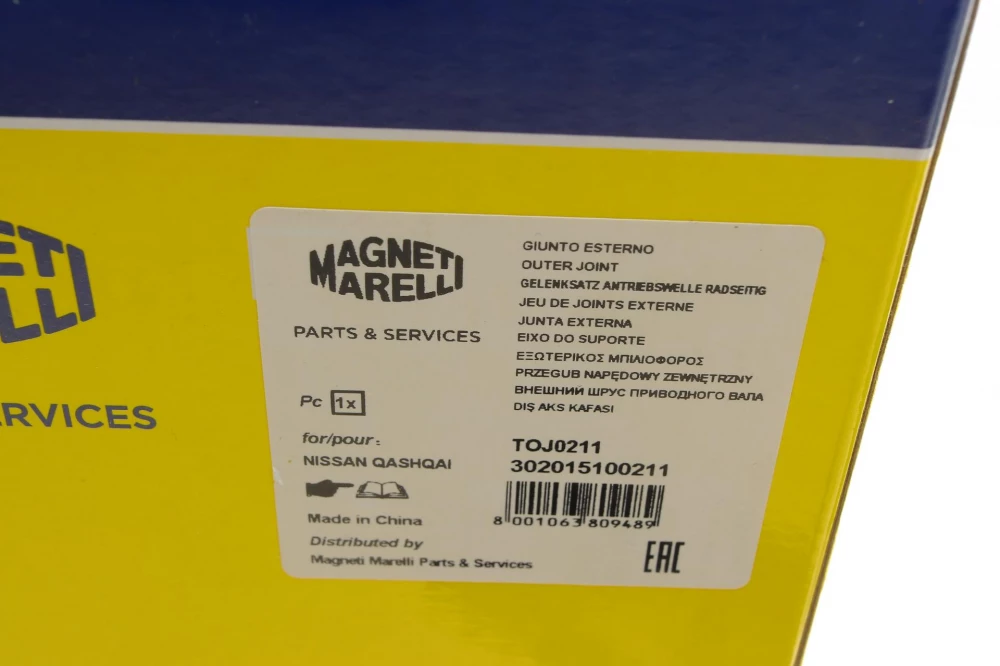 ETI
ELLI
ERVICES
MAGNETI
MARELLI
PARTS & SERVICES
Pc 1x
for/pour:
NISSAN QASHQAI
Made in China
Distributed by
Magneti Marelli Parts & Services
GIUNTO ESTERNO
OUTER JOINT
GELENKSATZ ANTRIEBSWELLE RADSEITIG
JEU DE JOINTS EXTERNE
JUNTA EXTERNA
EIXO DO SUPORTE
ΕΞΩΤΕΡΙΚΟΣ ΜΠΙΛΙΟΦΟΡΟΣ
PRZEGUB NAPĘDOWY ZEWNĘTRZNY
ВНЕШНИЙ ШРУС ПРИВОДНОГО ВАЛА
DIŞ AKS KAFASI
TOJ0211
302015100211
8 001063 809489
EAC